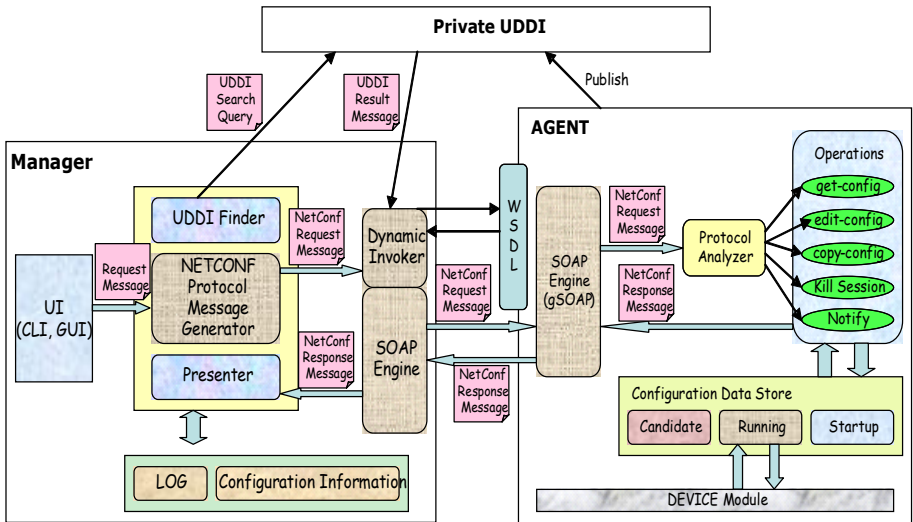 Private UDDI
UDDI
Search
Query
UDDI
Result
Message
Publish
Manager
AGENT
UDDI Finder
NetConf
Request
Message
Dynamic
Invoker
W
S
D
L
Request
Message
NETCONF
Protocol
Message
Generator
UI
(CLI, GUI)
NetConf
Request
Message
SOAP
Engine
NetConf
Response
Message
Presenter
NetConf
Response
Message
LOG
Configuration Information
SOAP
Engine
(gSOAP)
NetConf
Request
Message
NetConf
Response
Message
Protocol
Analyzer
Operations
get-config
edit-config
copy-config
Kill Session
Notify
Configuration Data Store
Candidate
Running
Startup
DEVICE Module